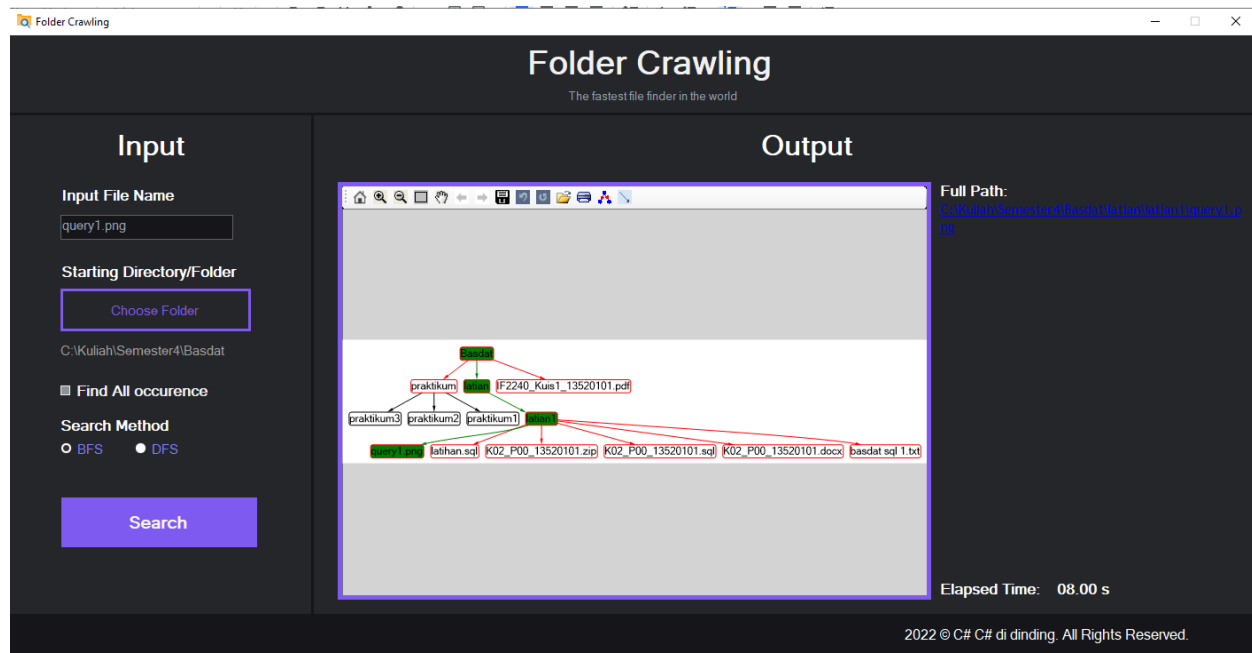 Folder Crawling
Folder Crawling
The fastest file finder in the world
Input
Input File Name
query1.png
Starting Directory/Folder
Choose Folder
C:\Kuliah\Semester4\Basdat
Find All occurence
Search Method
BFS DFS
Search
Output
Basdat
praktikum latian IF2240_Kuis1_13520101.pdf
praktikum3 praktikum2 praktikum1 latian1
query1.png latihan.sql K02_P00_13520101.zip K02_P00_13520101.sql K02_P00_13520101.docx basdat sql 1.txt
Full Path:
C:\Kuliah\Semester4\Basdat\latian\latian1\query1.p
ng
Elapsed Time: 08.00 s
2022 © C# C# di dinding. All Rights Reserved.